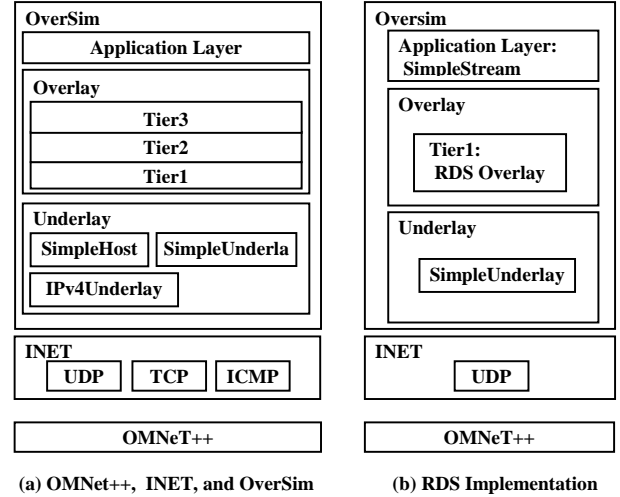 OverSim
Application Layer
Overlay
Tier3
Tier2
Tier1
Underlay
SimpleHost
SimpleUnderla
IPv4Underlay
INET
UDP
TCP
ICMP
OMNeT++
(a) OMNet++, INET, and OverSim
Oversim
Application Layer:
SimpleStream
Overlay
Tier1:
RDS Overlay
Underlay
SimpleUnderlay
INET
UDP
OMNeT++
(b) RDS Implementation